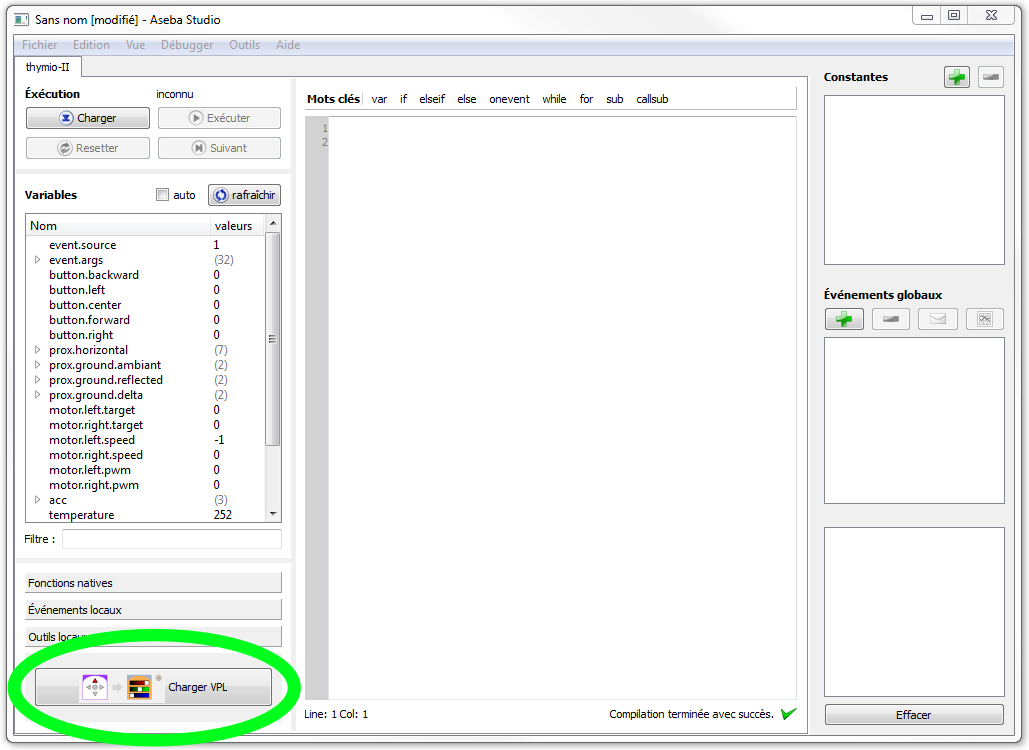 Sans nom [modifié] - Aseba Studio
Fichier Edition Vue Débugger Outils Aide
thymio-II
Éxécution inconnu
Charger Exécuter
Resetter Suivant
Variables auto rafraîchir
Nom valeurs
event.source 1
event.args (32)
button.backward 0
button.left 0
button.center 0
button.forward 0
button.right 0
prox.horizontal (7)
prox.ground.ambiant (2)
prox.ground.reflected (2)
prox.ground.delta (2)
motor.left.target 0
motor.right.target 0
motor.left.speed -1
motor.right.speed 0
motor.left.pwm 0
motor.right.pwm 0
acc (3)
temperature 252
Filtre :
Fonctions natives
Événements locaux
Outils locaux
Charger VPL
Mots clés var if elseif else onevent while for sub callsub
1
2
Line: 1 Col: 1 Compilation terminée avec succès.
Constantes
Événements globaux
Effacer